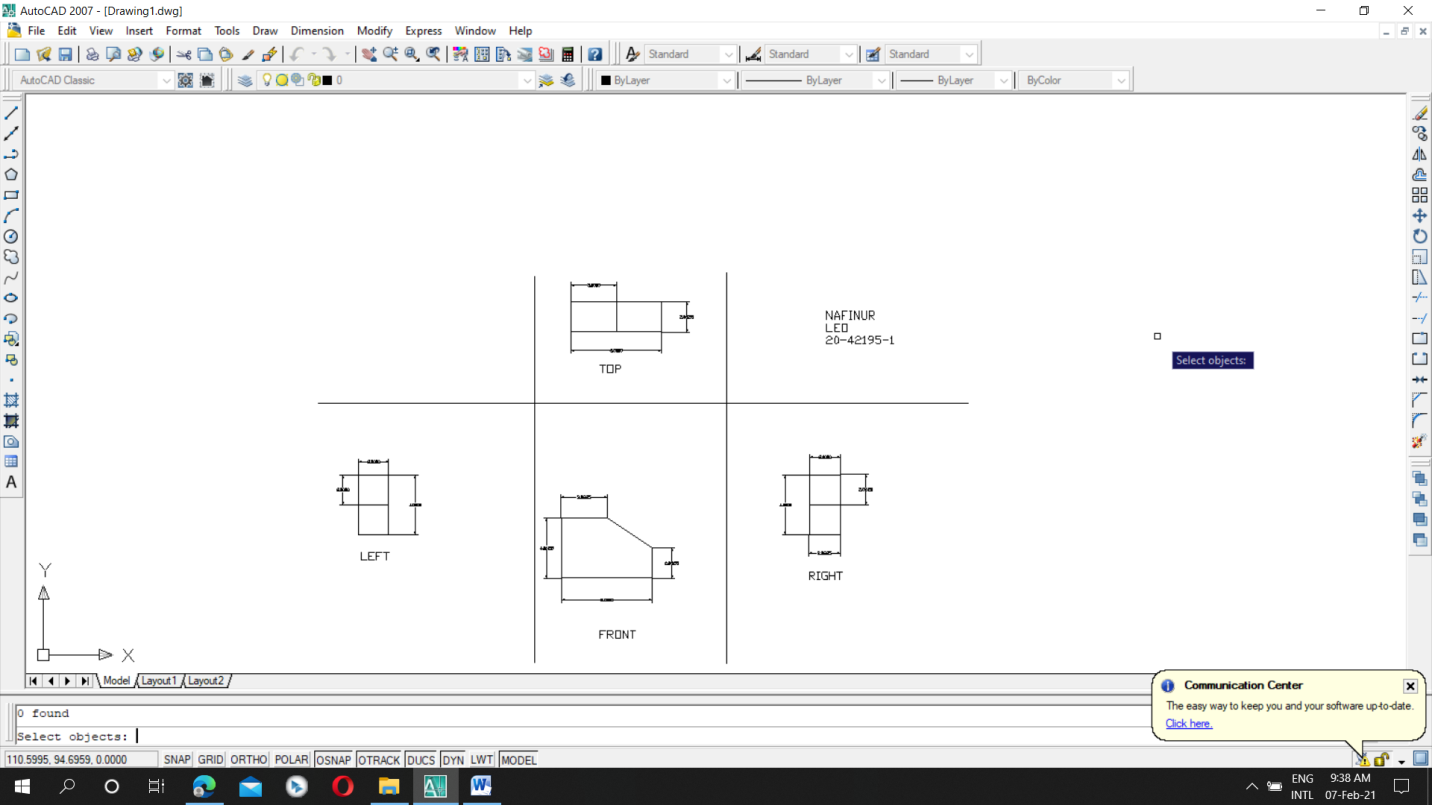 AutoCAD 2007 - [Drawing1.dwg]
File Edit View Insert Format Tools Draw Dimension Modify Express Window Help
Standard Standard Standard
AutoCAD Classic 0 ByLayer ByLayer ByLayer ByColor
NAFINUR
LEO
20-42195-1
Select objects:
TOP
LEFT
RIGHT
FRONT
Y
X
Model Layout1 Layout2
Communication Center
The easy way to keep you and your software up-to-date.
Click here.
0 found
Select objects:
110.5995, 94.6959, 0.0000 SNAP GRID ORTHO POLAR OSNAP OTRACK DUCS DYN LWT MODEL
ENG 9:38 AM
INTL 07-Feb-21